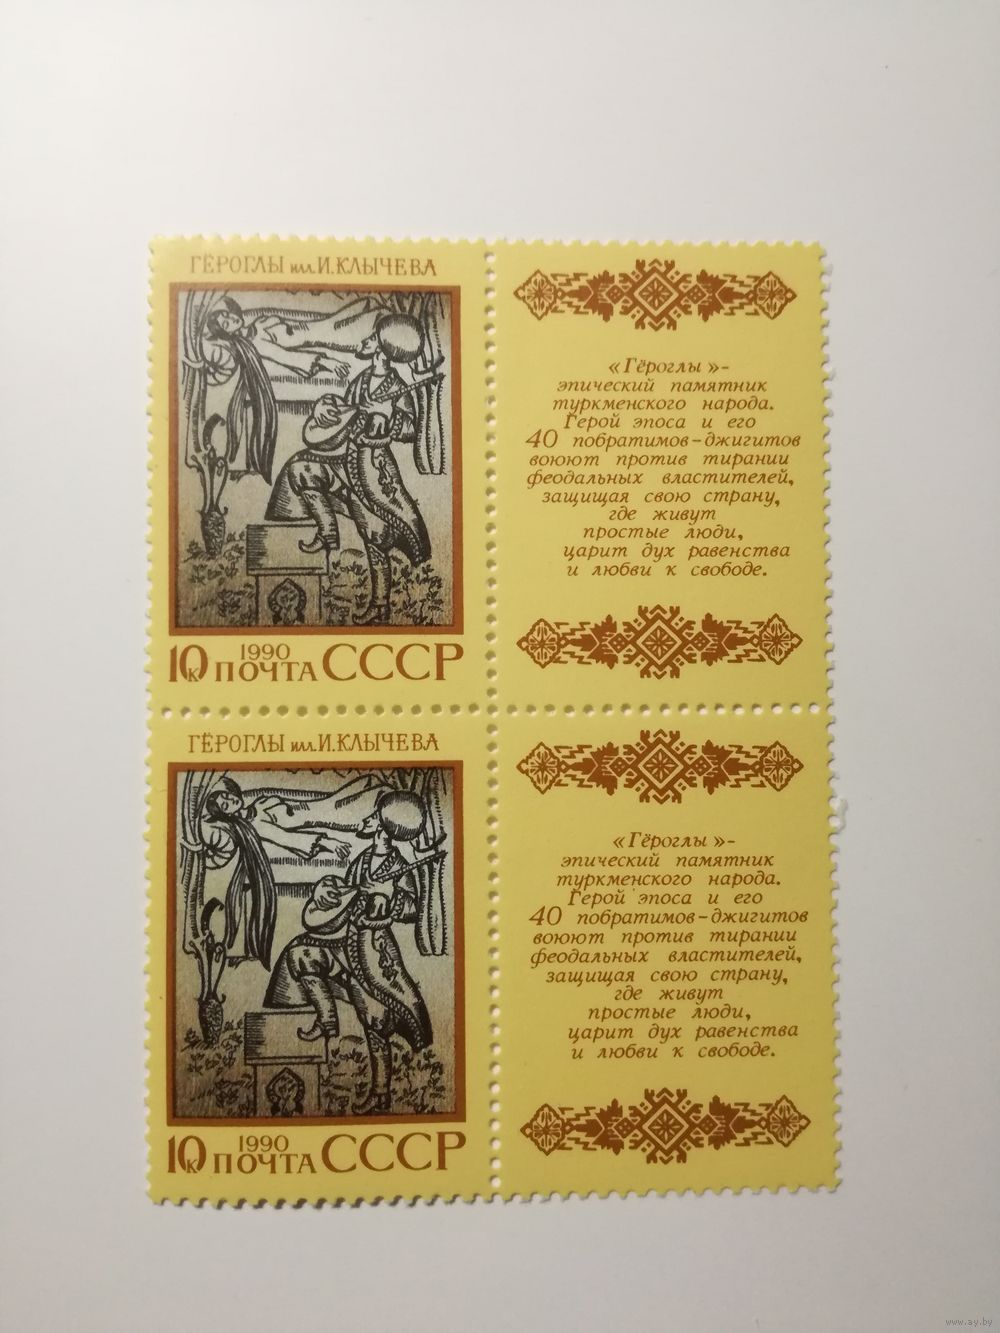 ГЁРОГЛЫ илл. И. КЛЫЧЕВА
1990
10к ПОЧТА СССР
«Гёроглы»-
эпический памятник
туркменского народа.
Герой эпоса и его
40 побратимов-джигитов
воюют против тирании
феодальных властителей,
защищая свою страну,
где живут
простые люди,
царит дух равенства
и любви к свободе.
ГЁРОГЛЫ илл. И. КЛЫЧЕВА
1990
10к ПОЧТА СССР
«Гёроглы»-
эпический памятник
туркменского народа.
Герой эпоса и его
40 побратимов-джигитов
воюют против тирании
феодальных властителей,
защищая свою страну,
где живут
простые люди,
царит дух равенства
и любви к свободе.
www.ay.by